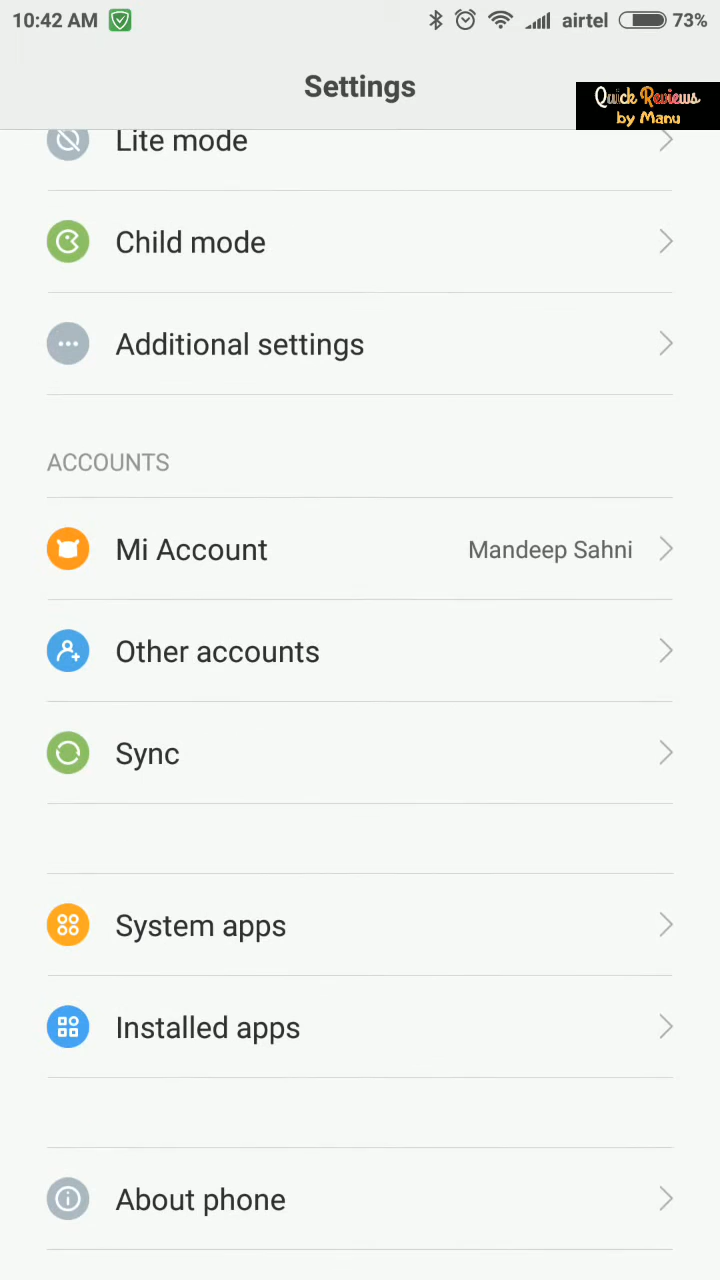 10:42 AM airtel 73%
Settings
Quick Reviews
by Manu
Lite mode
Child mode
Additional settings
ACCOUNTS
Mi Account Mandeep Sahni
Other accounts
Sync
System apps
Installed apps
About phone